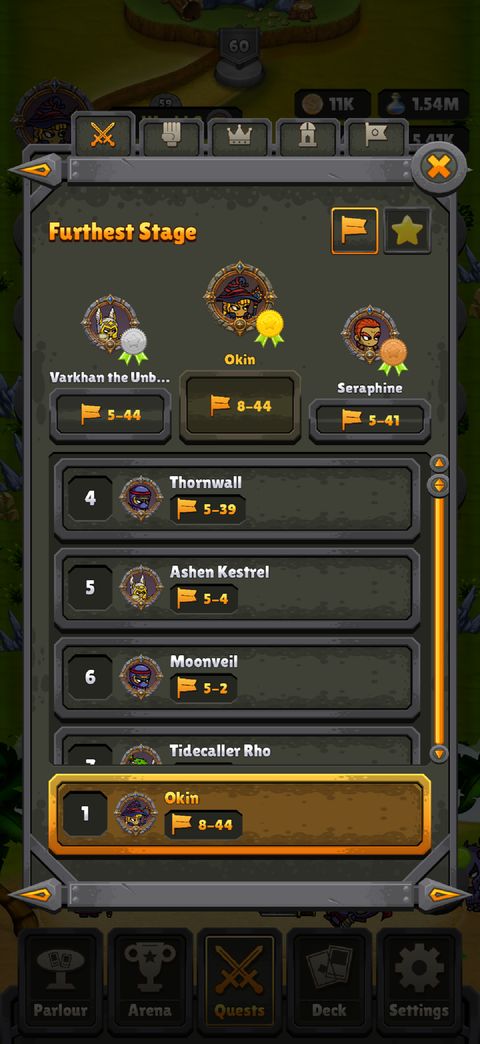 60
59
11K
1.54M
Furthest Stage
Okin
Varkhan the Unb...
Seraphine
5-44
8-44
5-41
4
Thornwall
5-39
5
Ashen Kestrel
5-4
6
Moonveil
5-2
7
Tidecaller Rho
1
Okin
8-44
Parlour
Arena
Quests
Deck
Settings